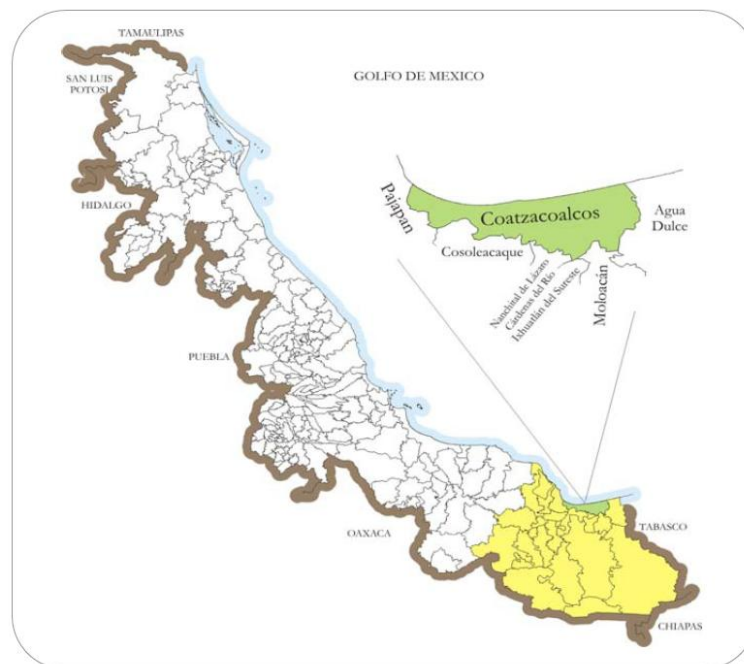 TAMAULIPAS
SAN LUIS
POTOSI
GOLFO DE MEXICO
HIDALGO
Pajapan
Coatzacoalcos
Agua
Dulce
Cosoleacaque
Nanchital de Lázaro
Cárdenas del Río
Ixhuatlán del Sureste
Moloacán
PUEBLA
OAXACA
TABASCO
CHIAPAS